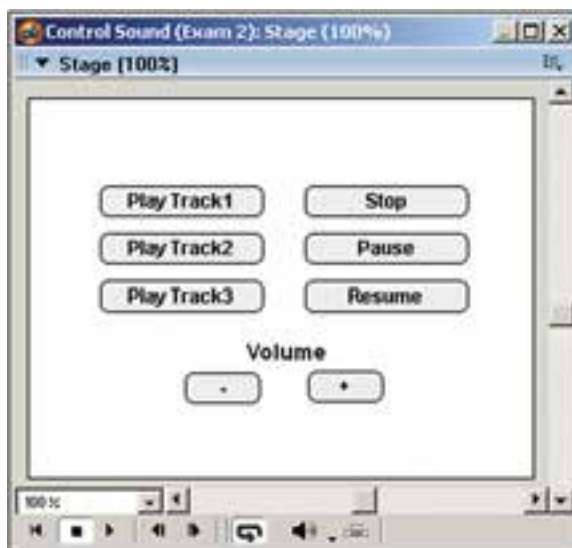 Control Sound (Exam 2): Stage (100%)
Stage (100%)
Play Track1
Stop
Play Track2
Pause
Play Track3
Resume
Volume
- +
100%